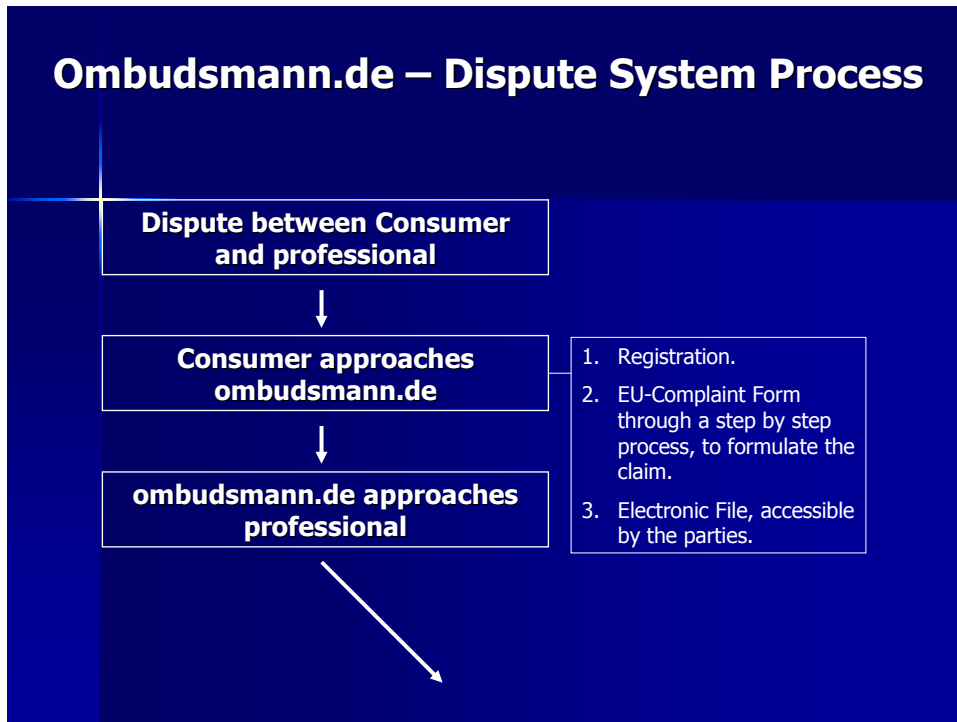 Ombudsmann.de – Dispute System Process
Dispute between Consumer
and professional
Consumer approaches
ombudsmann.de
1. Registration.
2. EU-Complaint Form
through a step by step
process, to formulate the
claim.
3. Electronic File, accessible
by the parties.
ombudsmann.de approaches
professional